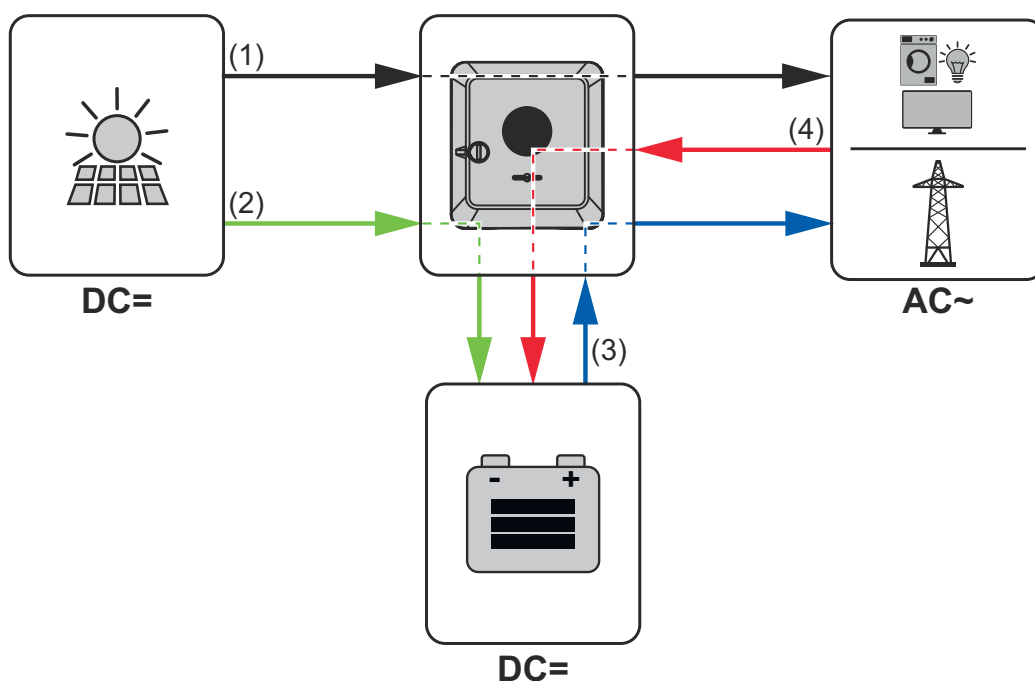 (1)
(4)
(2)
DC=
AC~
(3)
- +
DC=